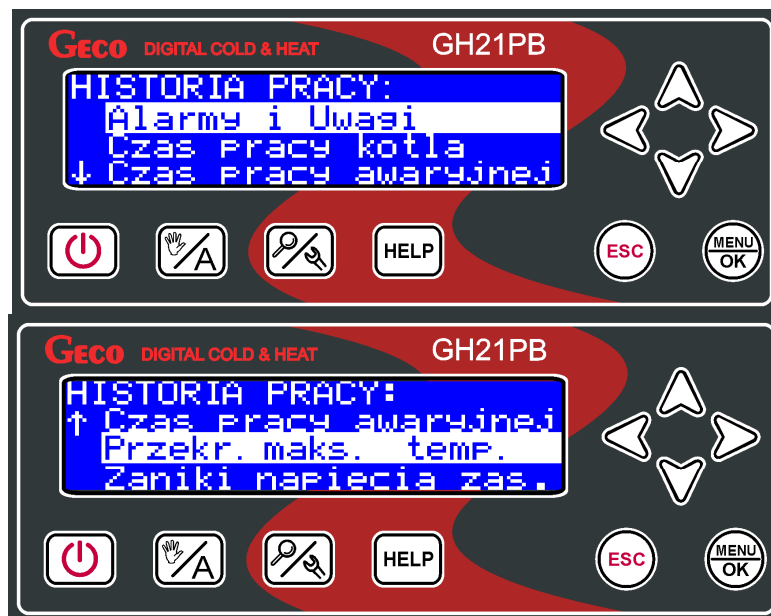 GECO DIGITAL COLD & HEAT GH21PB
HISTORIA PRACY:
Alarmy i Uwagi
Czas pracy kotla
↓ Czas pracy awaryjnej
A
HELP
ESC
MENU
OK
GECO DIGITAL COLD & HEAT GH21PB
HISTORIA PRACY:
↑ Czas pracy awaryjnej
Przekr. maks. temp.
Zaniki napiecia zas.
A
HELP
ESC
MENU
OK